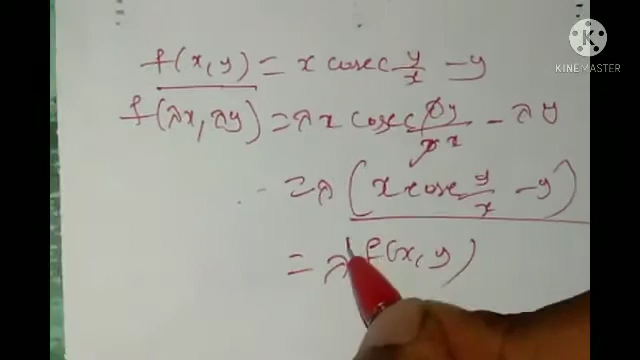 KINEMASTER
f(x,y) = x cosec y/x - y
f(λx, λy) = λx cosec λy/λx - λy
= λ (x cosec y/x - y)
= λ f(x, y)